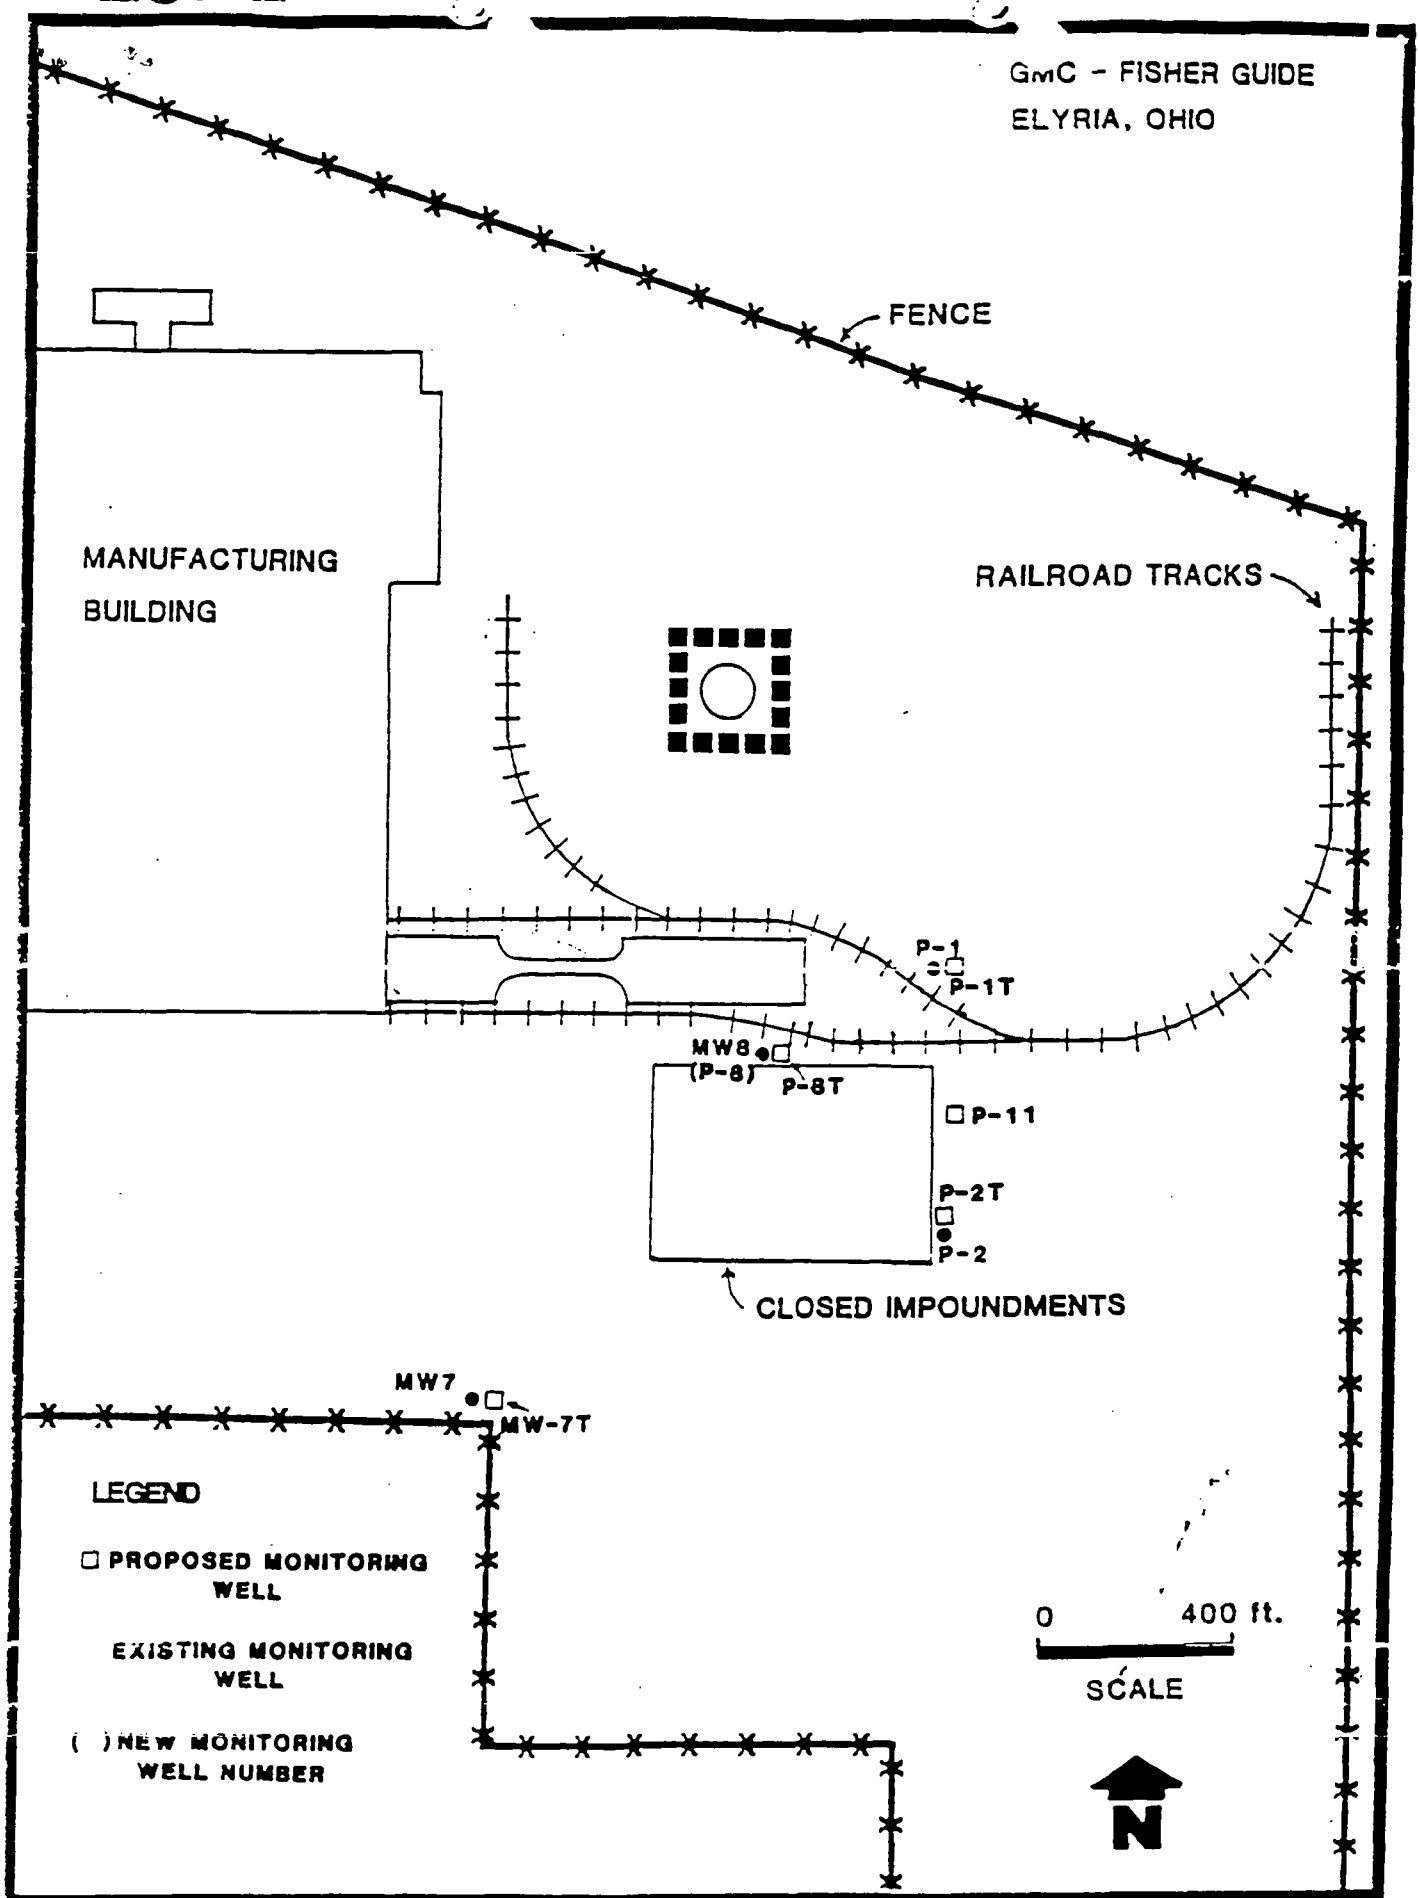 GMC - FISHER GUIDE
ELYRIA, OHIO
FENCE
MANUFACTURING
BUILDING
RAILROAD TRACKS
P-1
P-1T
MW8
(P-8)
P-8T
P-11
P-2T
P-2
CLOSED IMPOUNDMENTS
MW7
MW-7T
LEGEND
PROPOSED MONITORING
WELL
EXISTING MONITORING
WELL
( ) NEW MONITORING
WELL NUMBER
0 400 ft.
SCALE
N